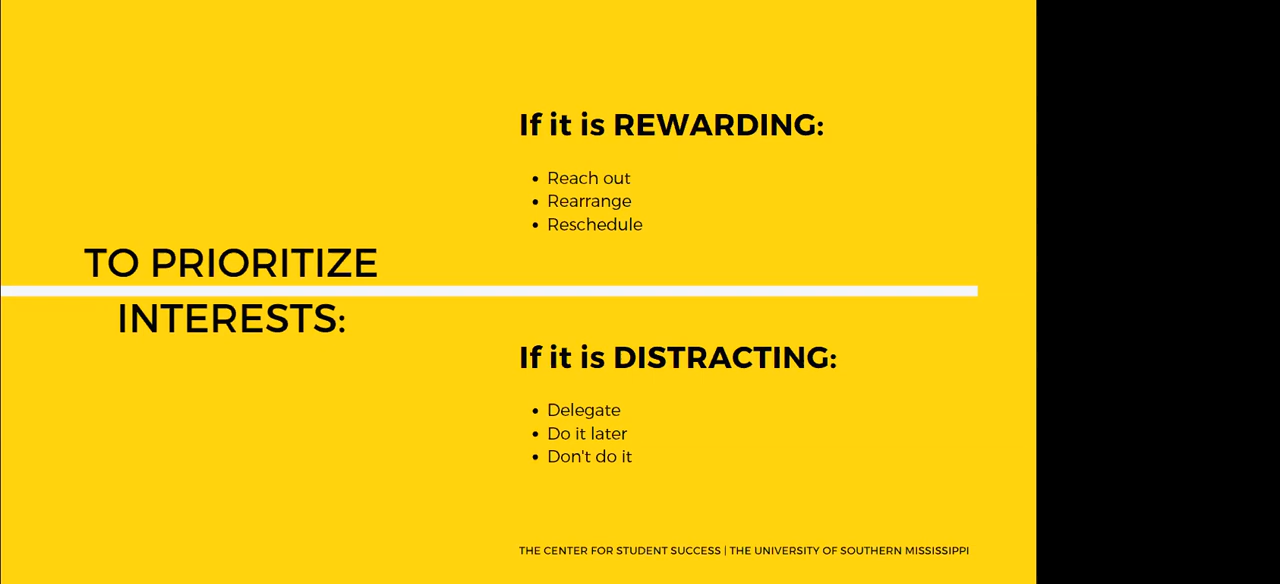 TO PRIORITIZE
INTERESTS:
If it is REWARDING:
• Reach out
• Rearrange
• Reschedule
If it is DISTRACTING:
• Delegate
• Do it later
• Don't do it
THE CENTER FOR STUDENT SUCCESS | THE UNIVERSITY OF SOUTHERN MISSISSIPPI